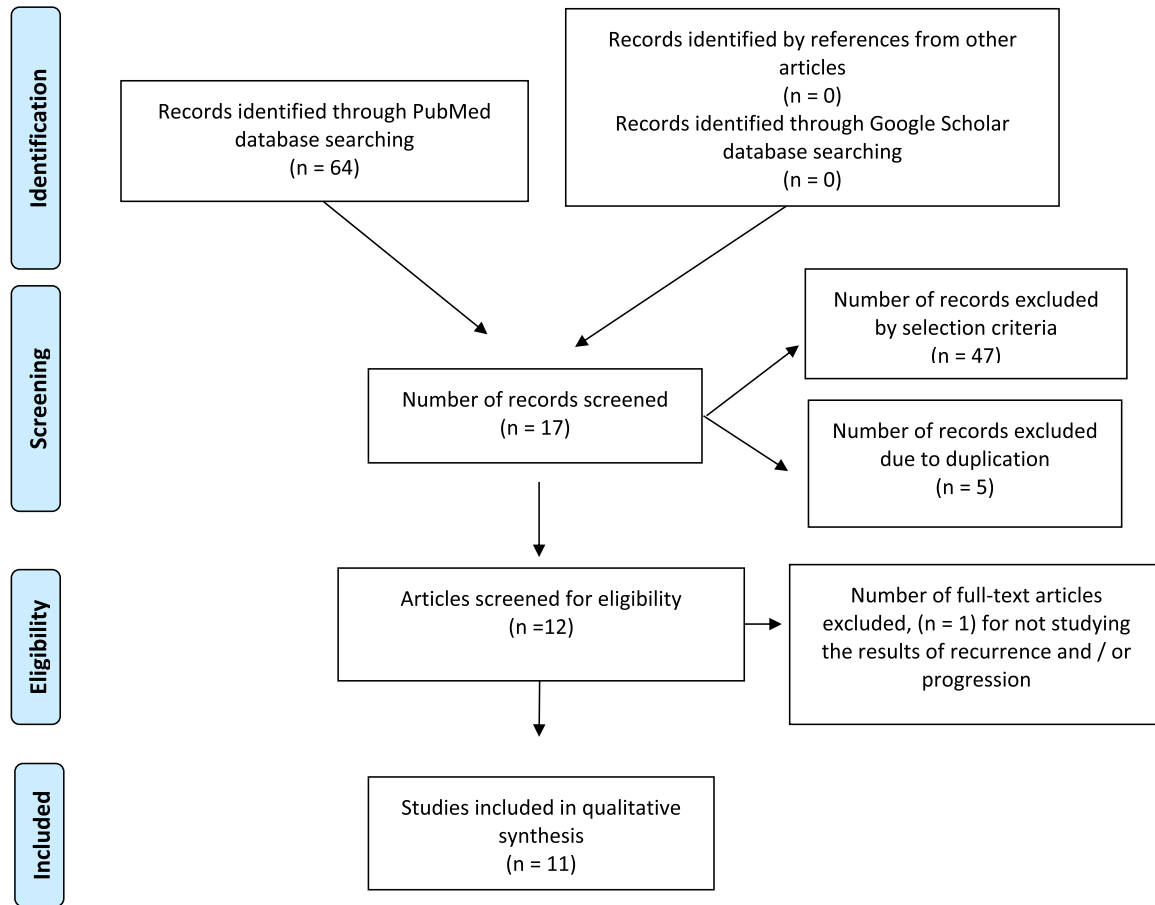 Identification
Records identified through PubMed
database searching
(n = 64)
Records identified by references from other
articles
(n = 0)
Records identified through Google Scholar
database searching
(n = 0)
Screening
Number of records screened
(n = 17)
Number of records excluded
by selection criteria
(n = 47)
Number of records excluded
due to duplication
(n = 5)
Eligibility
Articles screened for eligibility
(n =12)
Number of full-text articles
excluded, (n = 1) for not studying
the results of recurrence and / or
progression
Included
Studies included in qualitative
synthesis
(n = 11)